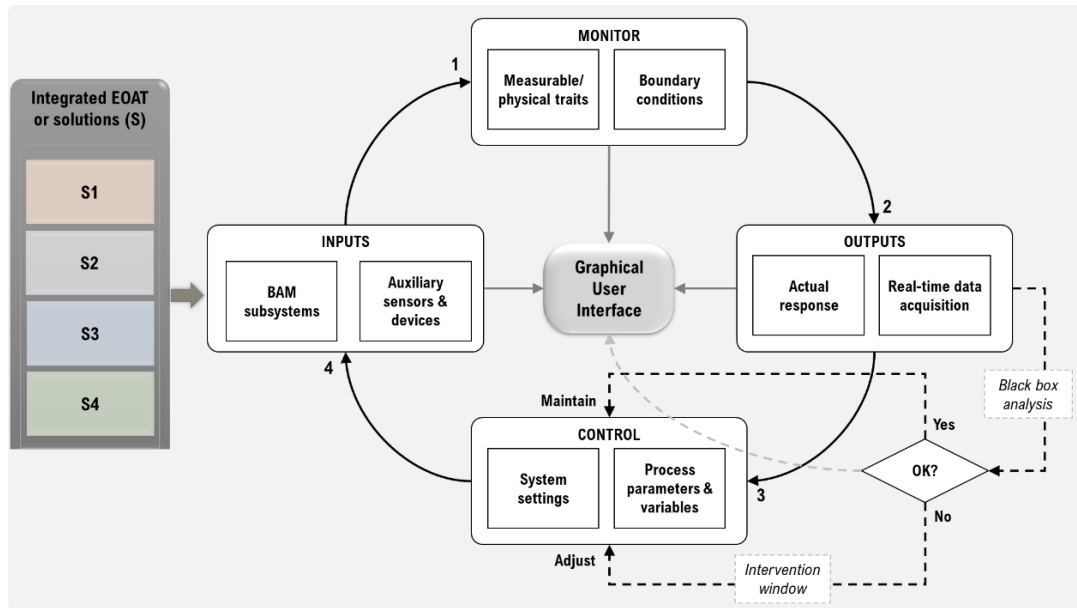 Integrated EOAT
or solutions (S)
S1
S2
S3
S4
MONITOR
Measurable/
physical traits
Boundary
conditions
1
2
INPUTS
BAM
subsystems
Auxiliary
sensors &
devices
Graphical
User
Interface
OUTPUTS
Actual
response
Real-time data
acquisition
4
Black box
analysis
Maintain
Yes
CONTROL
System
settings
Process
parameters &
variables
3
OK?
No
Adjust
Intervention
window